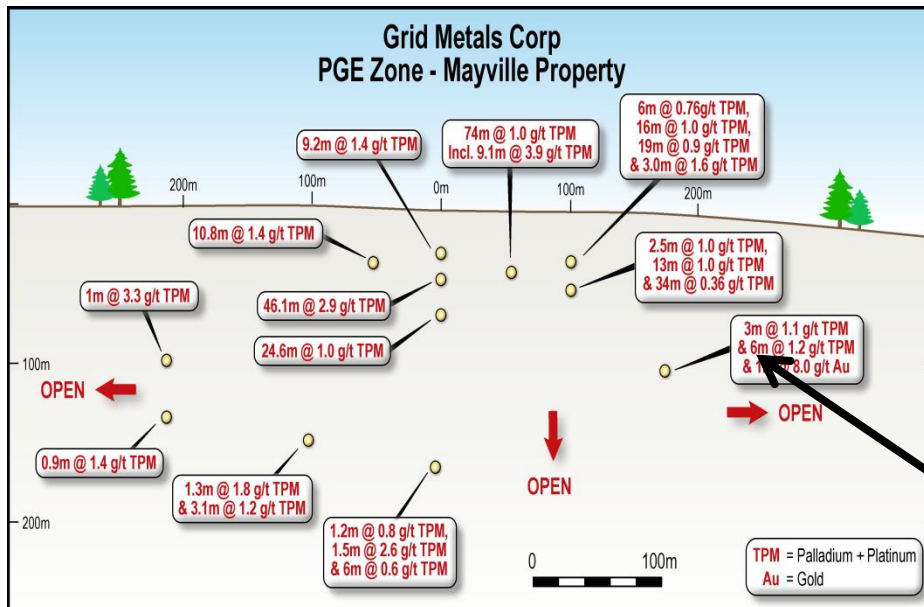 Grid Metals Corp
PGE Zone - Mayville Property
6m @ 0.76g/t TPM,
16m @ 1.0 g/t TPM,
19m @ 0.9 g/t TPM
& 3.0m @ 1.6 g/t TPM
74m @ 1.0 g/t TPM
Incl. 9.1m @ 3.9 g/t TPM
9.2m @ 1.4 g/t TPM
200m
100m
0m
100m
200m
10.8m @ 1.4 g/t TPM
2.5m @ 1.0 g/t TPM,
13m @ 1.0 g/t TPM
& 34m @ 0.36 g/t TPM
1m @ 3.3 g/t TPM
46.1m @ 2.9 g/t TPM
24.6m @ 1.0 g/t TPM
3m @ 1.1 g/t TPM
& 6m @ 1.2 g/t TPM
& 8.0 g/t Au
100m
OPEN
OPEN
0.9m @ 1.4 g/t TPM
1.3m @ 1.8 g/t TPM
& 3.1m @ 1.2 g/t TPM
OPEN
200m
1.2m @ 0.8 g/t TPM,
1.5m @ 2.6 g/t TPM
& 6m @ 0.6 g/t TPM
0
100m
TPM = Palladium + Platinum
Au = Gold